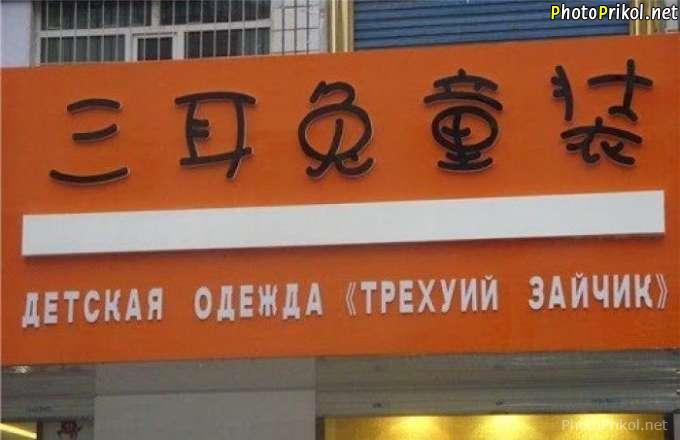 PhotoPrikol.net
三耳兔童装
ДЕТСКАЯ ОДЕЖДА 《ТРЕХУИЙ ЗАЙЧИК》
PhotoPrikol.net